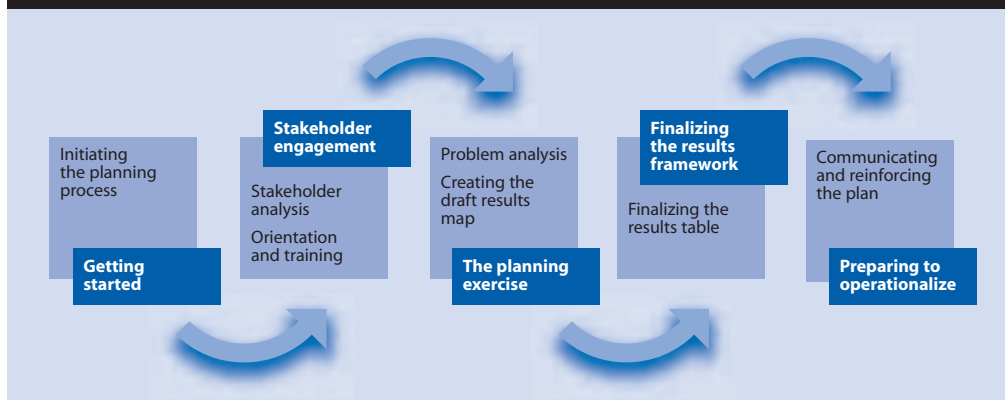 Initiating
the planning
process
Getting
started
Stakeholder
engagement
Stakeholder
analysis
Orientation
and training
Problem analysis
Creating the
draft results
map
The planning
exercise
Finalizing
the results
framework
Finalizing the
results table
Communicating
and reinforcing
the plan
Preparing to
operationalize